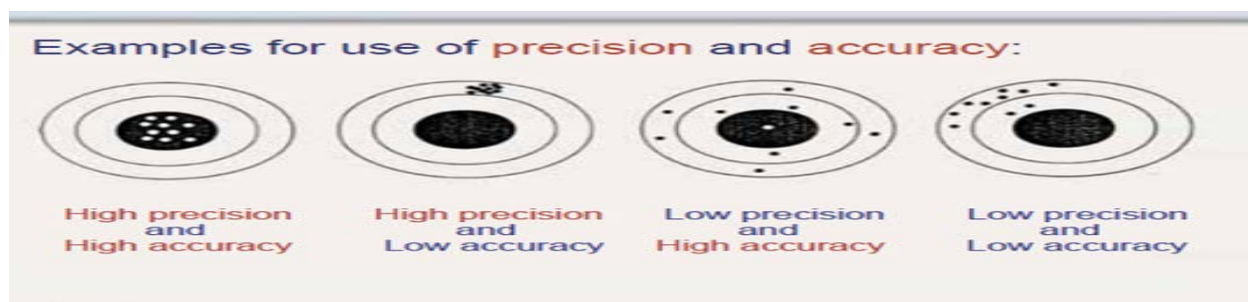 Examples for use of precision and accuracy:
High precision
and
High accuracy
High precision
and
Low accuracy
Low precision
and
High accuracy
Low precision
and
Low accuracy